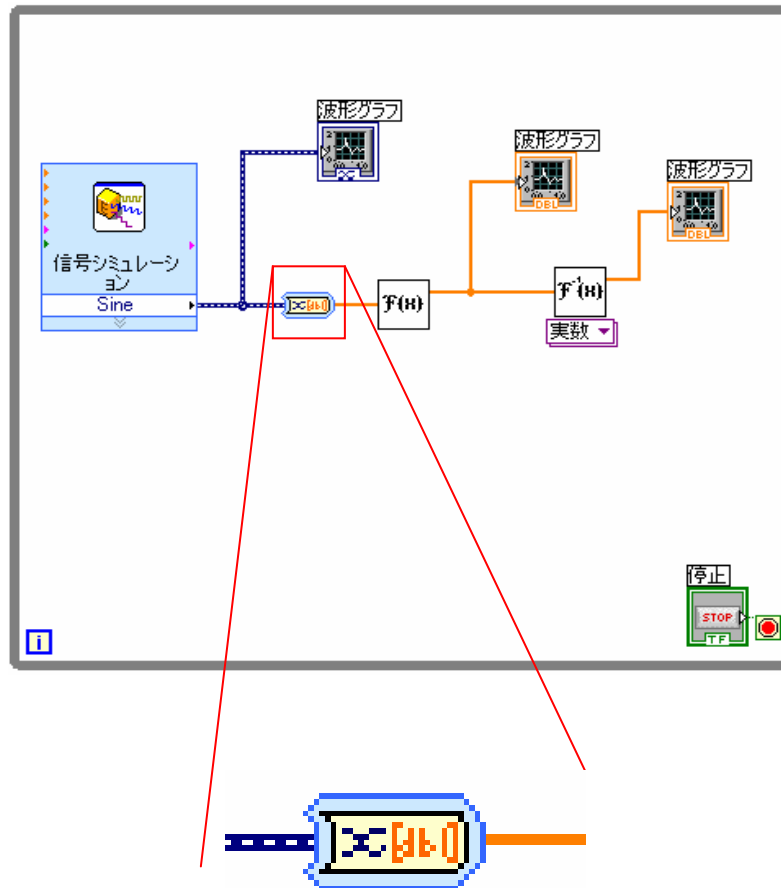 波形グラフ
波形グラフ
DBL
波形グラフ
DBL
信号シミュレーシ
ョン
Sine
F(x)
F⁻¹(x)
実数
停止
STOP
TF
i
[dbl]